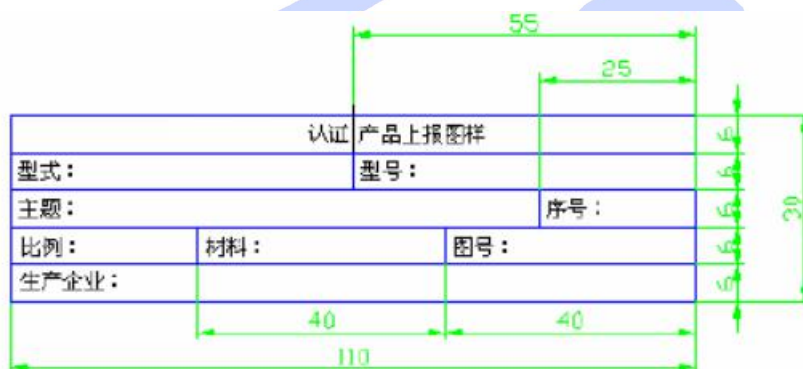 55
25
认证 产品上报图样 6
型式： 型号： 6
主题： 序号： 6 30
比例： 材料： 图号： 6
生产企业： 6
40 40
110